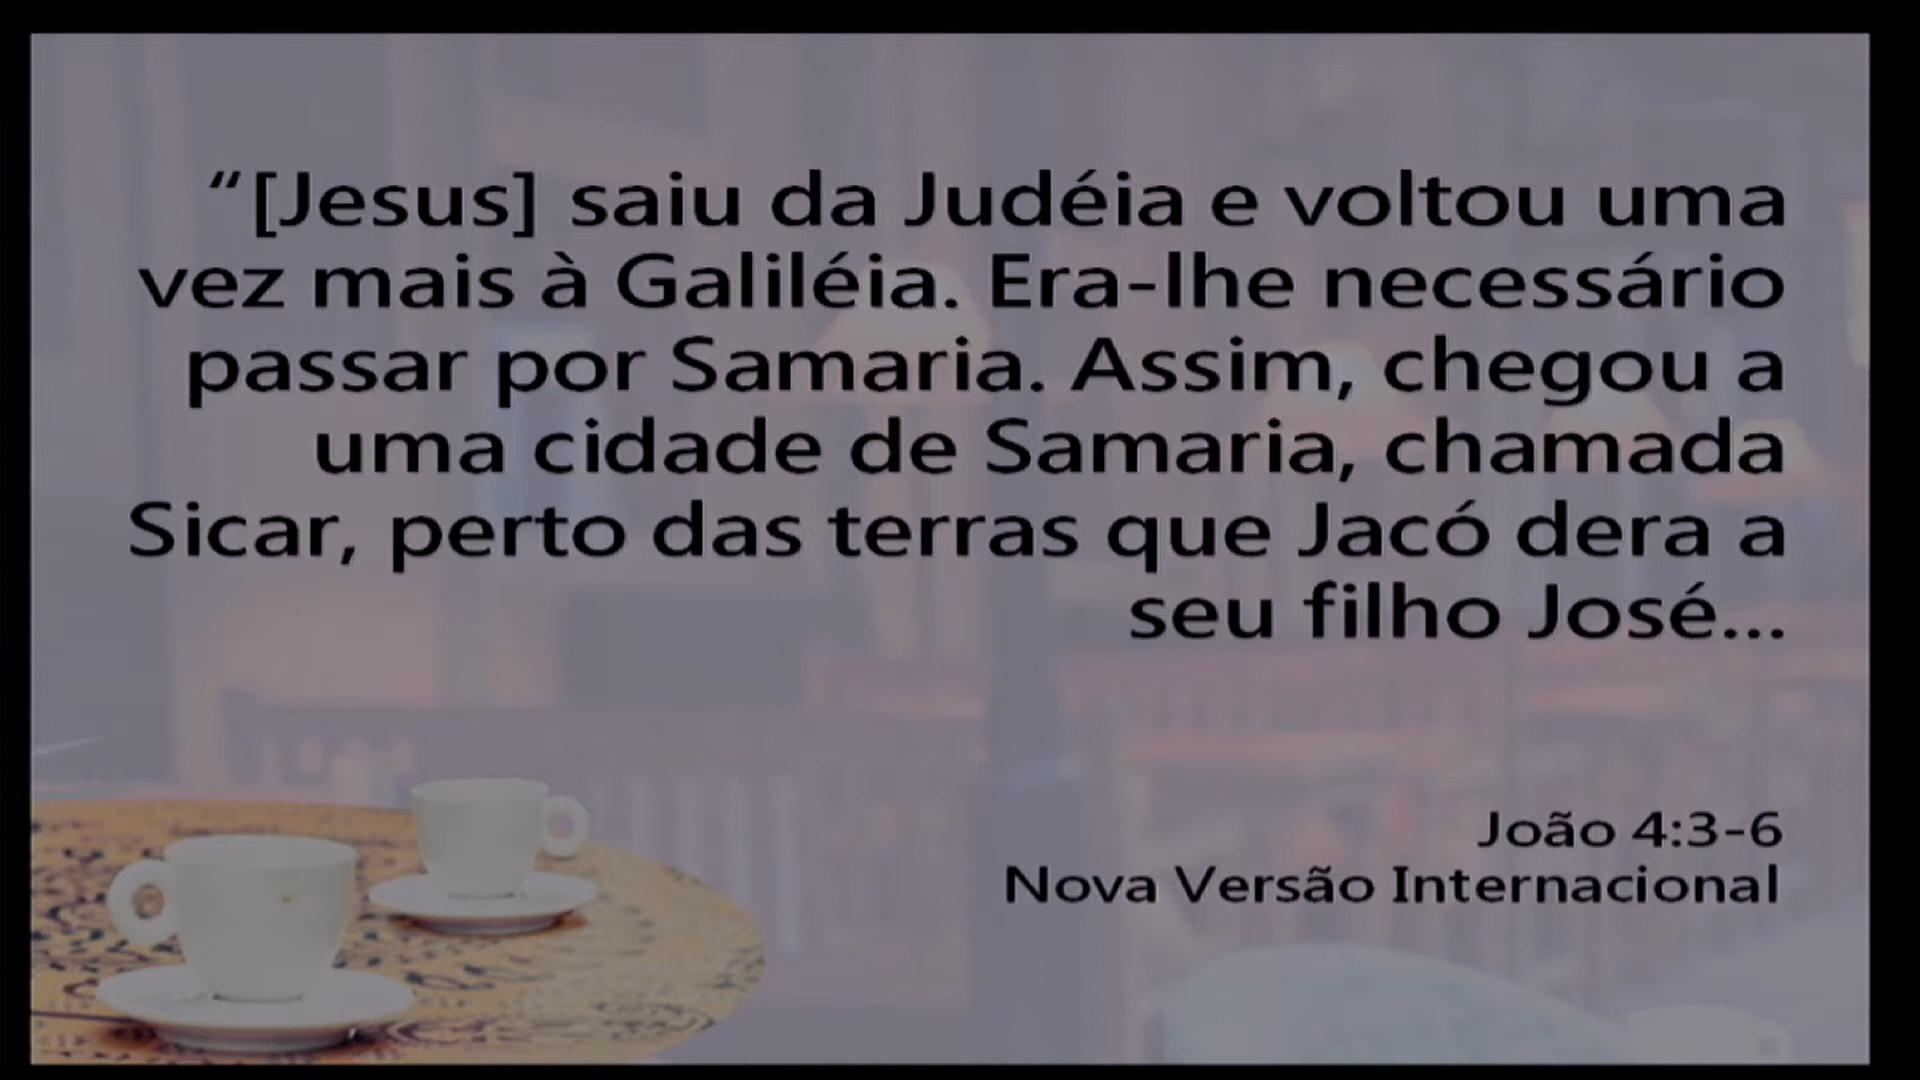 “[Jesus] saiu da Judéia e voltou uma
vez mais à Galiléia. Era-lhe necessário
passar por Samaria. Assim, chegou a
uma cidade de Samaria, chamada
Sicar, perto das terras que Jacó dera a
seu filho José...
João 4:3-6
Nova Versão Internacional